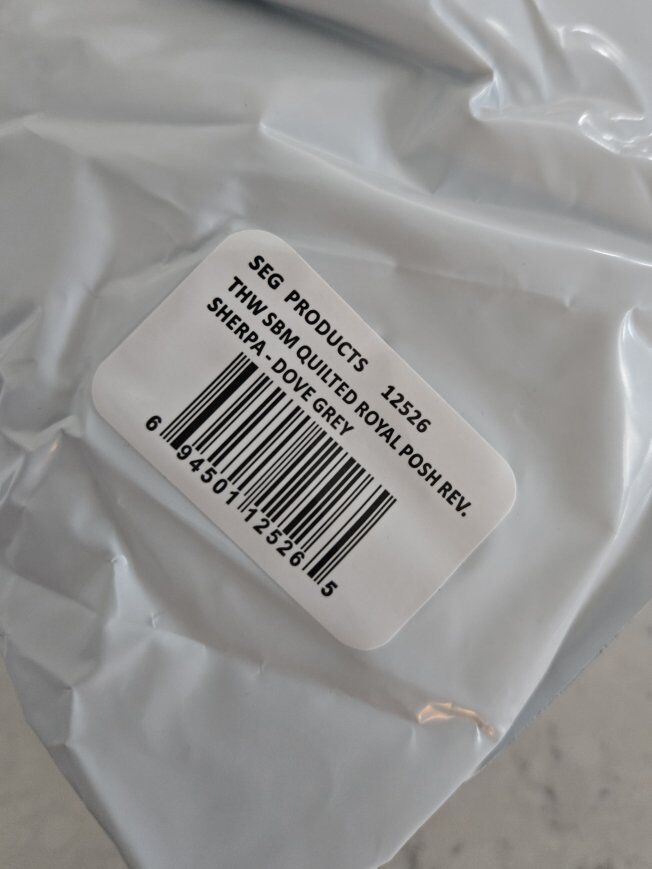 SEG PRODUCTS 12526
THW SBM QUILTED ROYAL POSH REV.
SHERPA - DOVE GREY
6 94501 12526 5